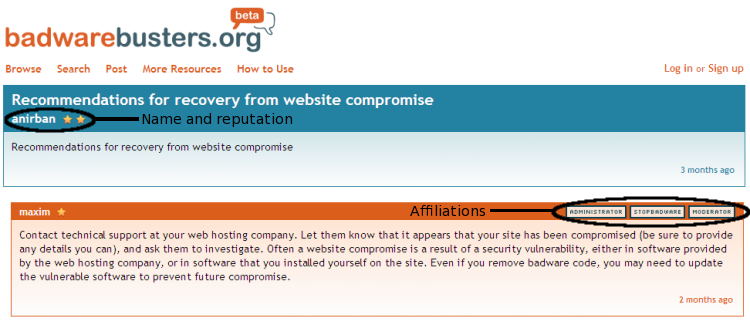 beta
badwarebusters.org
Browse Search Post More Resources How to Use Log in or Sign up
Recommendations for recovery from website compromise
anirban Name and reputation
Recommendations for recovery from website compromise
3 months ago
maxim Affiliations ADMINISTRATOR STOPBADWARE MODERATOR
Contact technical support at your web hosting company. Let them know that it appears that your site has been compromised (be sure to provide
any details you can), and ask them to investigate. Often a website compromise is a result of a security vulnerability, either in software provided
by the web hosting company, or in software that you installed yourself on the site. Even if you remove badware code, you may need to update
the vulnerable software to prevent future compromise.
2 months ago